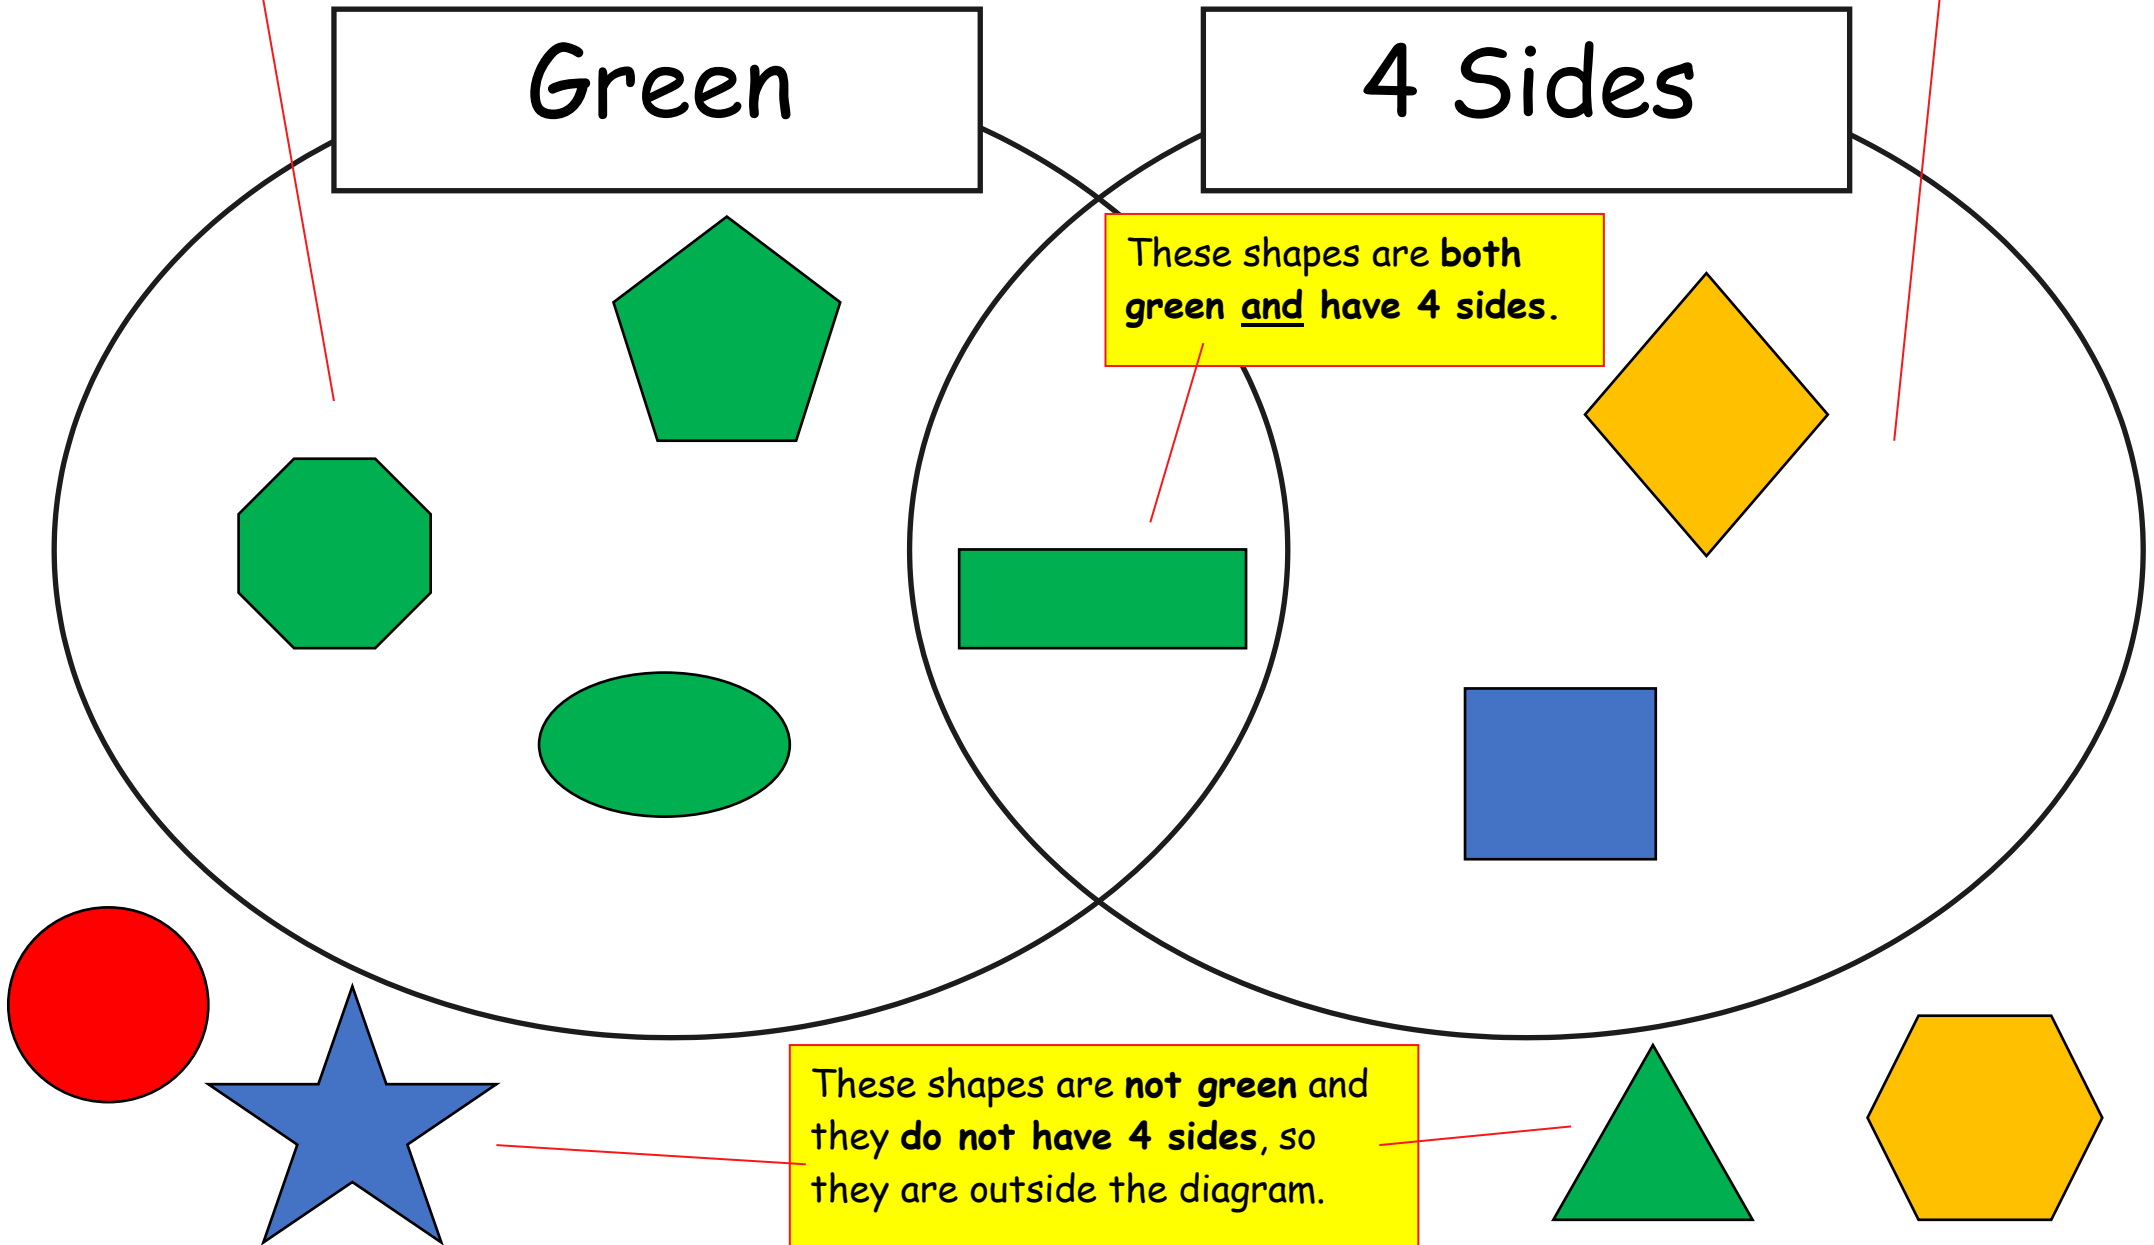 Green
4 Sides
These shapes are both
green and have 4 sides.
These shapes are not green and
they do not have 4 sides, so
they are outside the diagram.